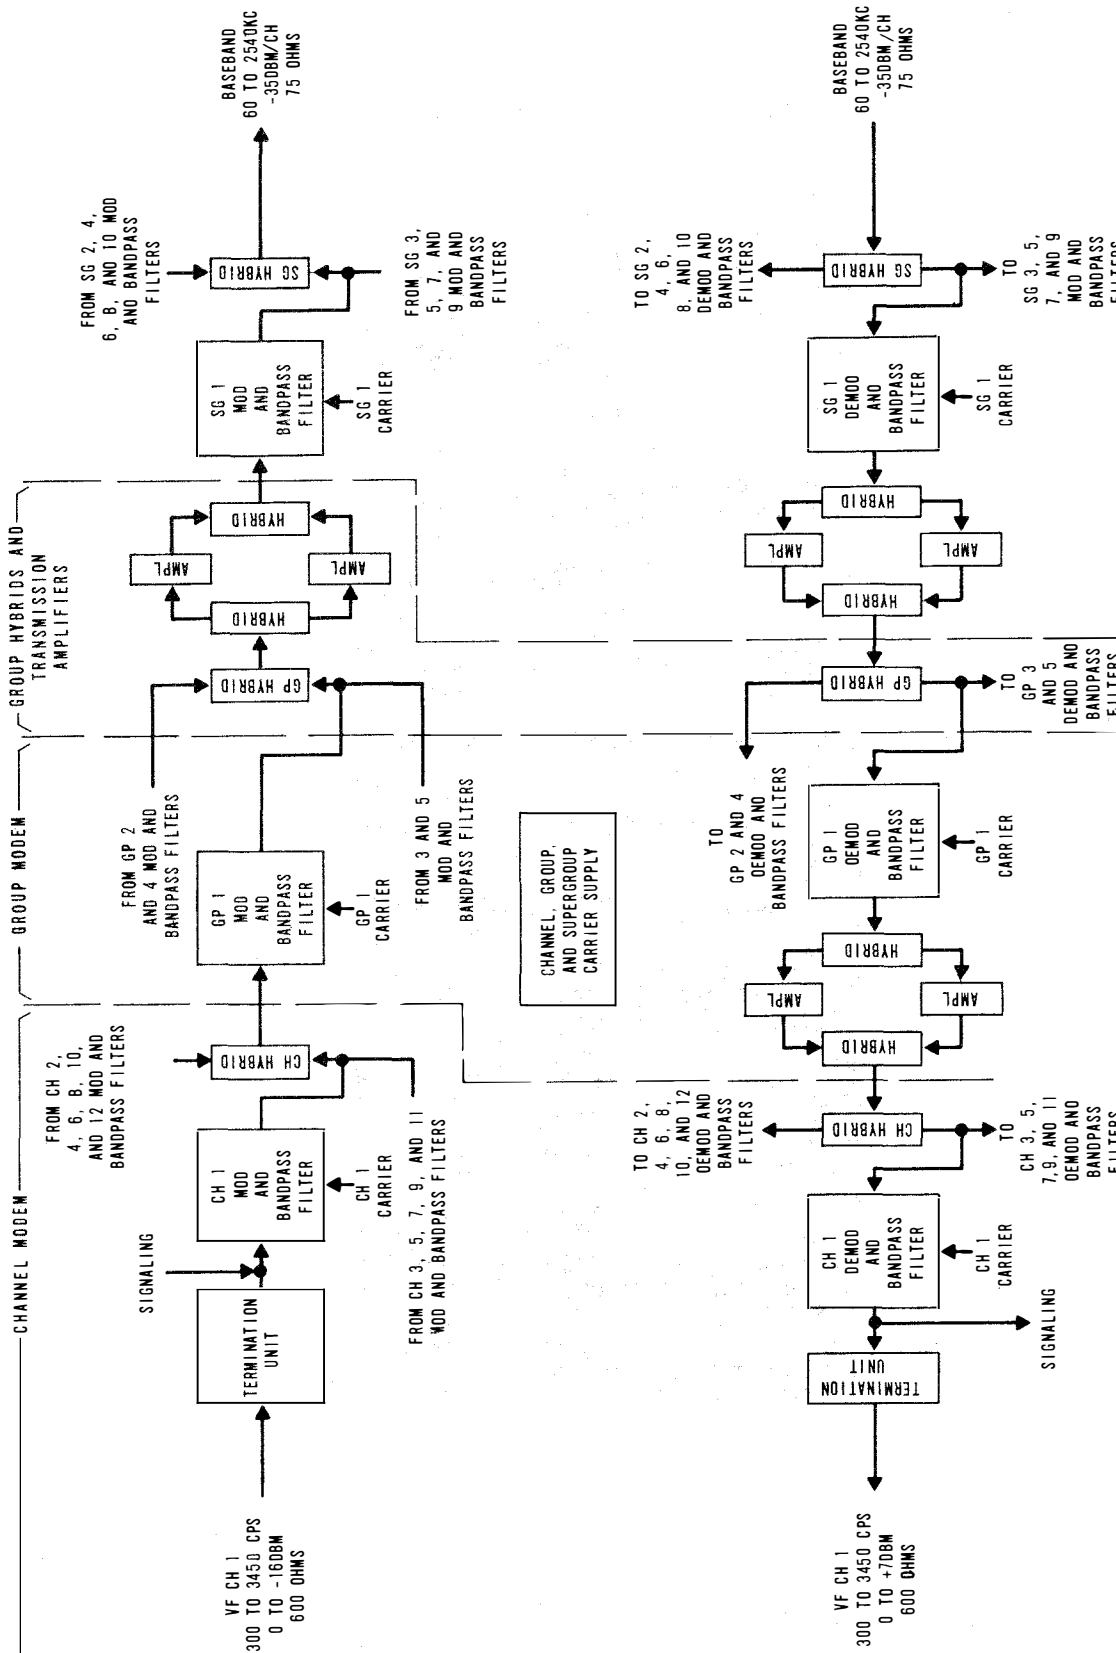 CHANNEL MODEM
GROUP MODEM
GROUP HYBRIDS AND
TRANSMISSION
AMPLIFIERS
VF CH 1
300 TO 3450 CPS
0 TO -16DBM
600 OHMS
TERMINATION
UNIT
SIGNALING
CH 1
MOD
AND
BANDPASS
FILTER
CH 1
CARRIER
FROM CH 2,
4, 6, 8, 10,
AND 12 MOD AND
BANDPASS FILTERS
CH HYBRID
FROM CH 3, 5, 7, 9, AND 11
MOD AND BANDPASS FILTERS
GP 1
MOD
AND
BANDPASS
FILTER
GP 1
CARRIER
FROM GP 2
AND 4 MOD AND
BANDPASS FILTERS
GP HYBRID
FROM 3 AND 5
MOD AND
BANDPASS FILTERS
HYBRID
AMPL
AMPL
HYBRID
SG 1
MOD
AND
BANDPASS
FILTER
SG 1
CARRIER
FROM SG 2, 4,
6, 8, AND 10 MOD
AND BANDPASS
FILTERS
SG HYBRID
FROM SG 3,
5, 7, AND
9 MOD AND
BANDPASS
FILTERS
BASEBAND
60 TO 2540KC
-35DBM/CH
75 OHMS
CHANNEL, GROUP,
AND SUPERGROUP
CARRIER SUPPLY
VF CH 1
300 TO 3450 CPS
0 TO +7DBM
600 OHMS
TERMINATION
UNIT
SIGNALING
CH 1
DEMOD
AND
BANDPASS
FILTER
CH 1
CARRIER
TO CH 2,
4, 6, 8,
10, AND 12
DEMOD AND
BANDPASS
FILTERS
CH HYBRID
TO
CH 3, 5,
7,9, AND 11
DEMOD AND
BANDPASS
FILTERS
HYBRID
AMPL
AMPL
HYBRID
GP 1
DEMOD
AND
BANDPASS
FILTER
GP 1
CARRIER
TO
GP 2 AND 4
DEMOD AND
BANDPASS FILTERS
GP HYBRID
TO
GP 3
AND 5
DEMOD AND
BANDPASS
FILTERS
HYBRID
AMPL
AMPL
HYBRID
SG 1
DEMOD
AND
BANDPASS
FILTER
SG 1
CARRIER
TO SG 2,
4, 6,
8, AND 10
DEMOD AND
BANDPASS
FILTERS
SG HYBRID
TO
SG 3, 5,
7, AND 9
MOD AND
BANDPASS
FILTERS
BASEBAND
60 TO 2540KC
-35DBM/CH
75 OHMS